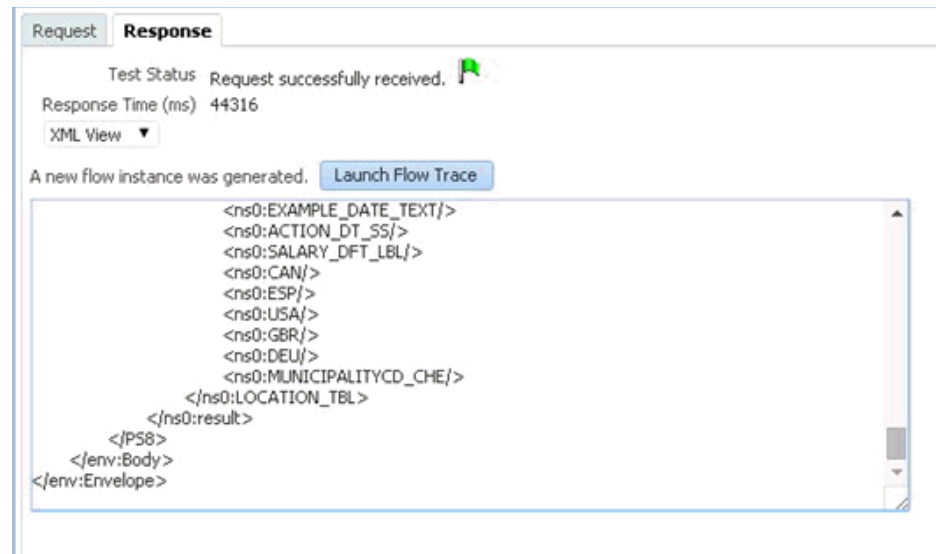 Request Response
Test Status Request successfully received.
Response Time (ms) 44316
XML View
A new flow instance was generated. Launch Flow Trace
<ns0:EXAMPLE_DATE_TEXT/>
<ns0:ACTION_DT_SS/>
<ns0:SALARY_DFT_LBL/>
<ns0:CAN/>
<ns0:ESP/>
<ns0:USA/>
<ns0:GBR/>
<ns0:DEU/>
<ns0:MUNICIPALITYCD_CHE/>
</ns0:LOCATION_TBL>
</ns0:result>
</PS8>
</env:Body>
</env:Envelope>